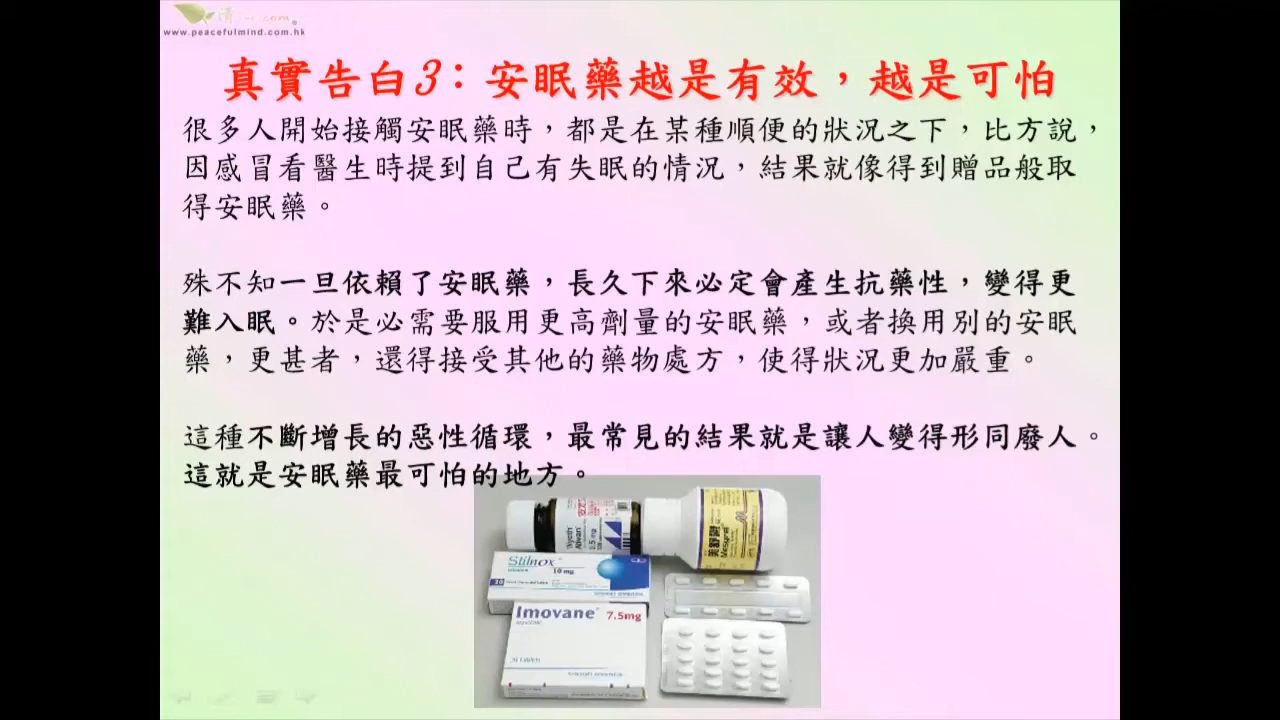 www.peacefulmind.com.hk
真實告白3：安眠藥越是有效，越是可怕
很多人開始接觸安眠藥時，都是在某種順便的狀況之下，比方說，
因感冒看醫生時提到自己有失眠的情況，結果就像得到贈品般取
得安眠藥。
殊不知一旦依賴了安眠藥，長久下來必定會產生抗藥性，變得更
難入眠。於是必需要服用更高劑量的安眠藥，或者換用別的安眠
藥，更甚者，還得接受其他的藥物處方，使得狀況更加嚴重。
這種不斷增長的惡性循環，最常見的結果就是讓人變得形同廢人。
這就是安眠藥最可怕的地方。
Ativan
0.5 mg
美舒鬱
Mesyrel
Stilnox
10 mg
Imovane 7.5mg